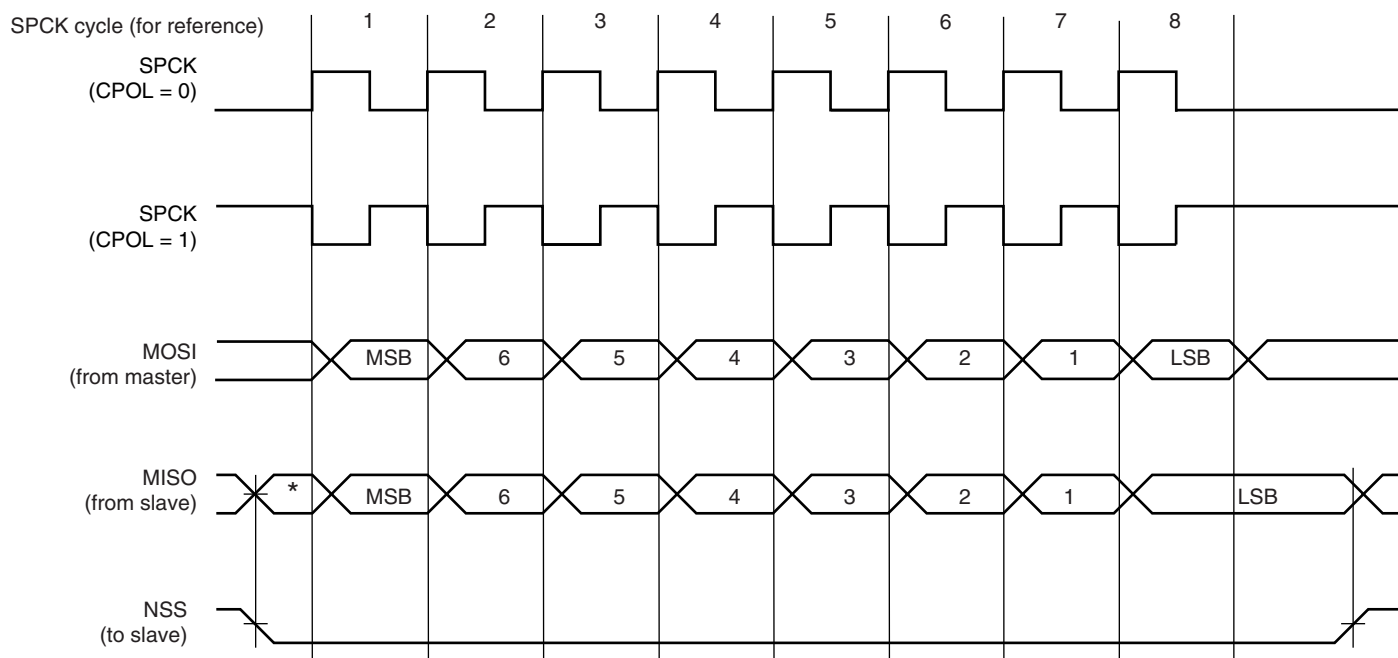 SPCK cycle (for reference)
1 2 3 4 5 6 7 8
SPCK
(CPOL = 0)
SPCK
(CPOL = 1)
MOSI
(from master)
MSB 6 5 4 3 2 1 LSB
MISO
(from slave)
* MSB 6 5 4 3 2 1 LSB
NSS
(to slave)